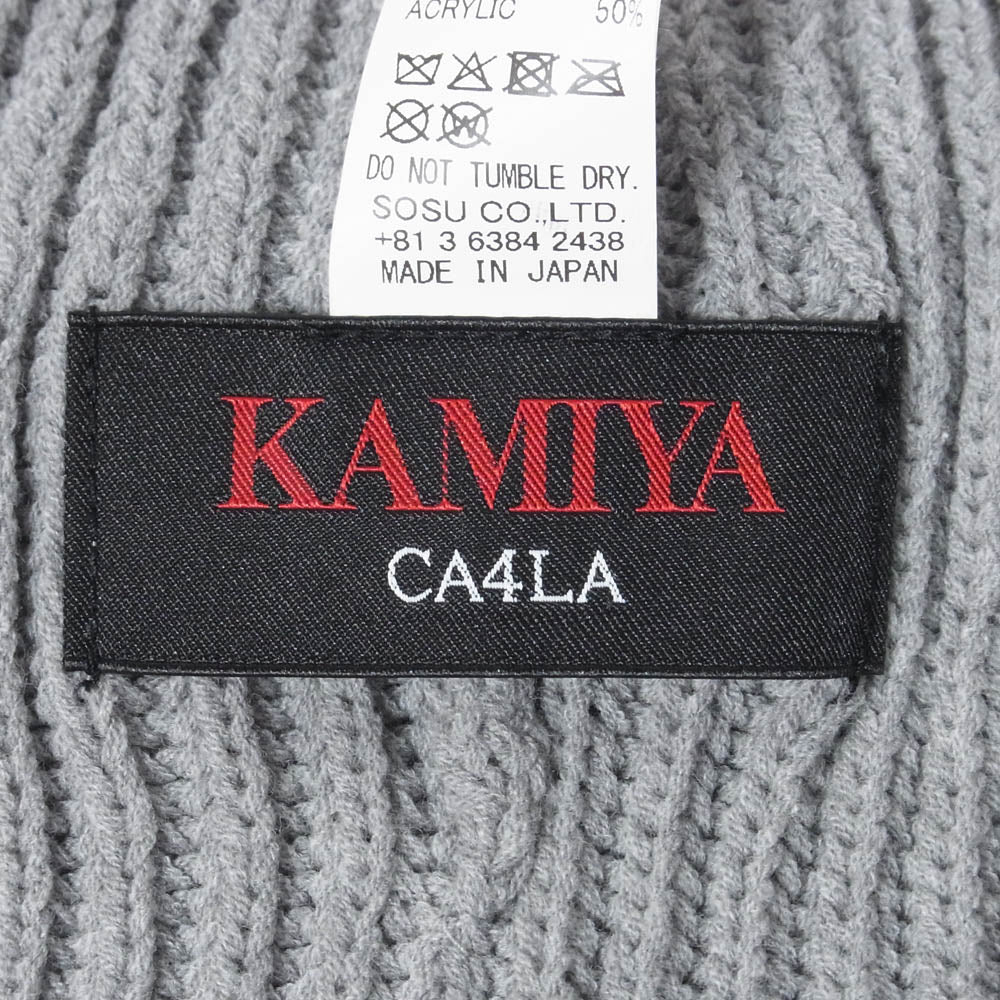 ACRYLIC 50%
W
DO NOT TUMBLE DRY.
SOSU CO.,LTD.
+81 3 6384 2438
MADE IN JAPAN
KAMIYA
CA4LA